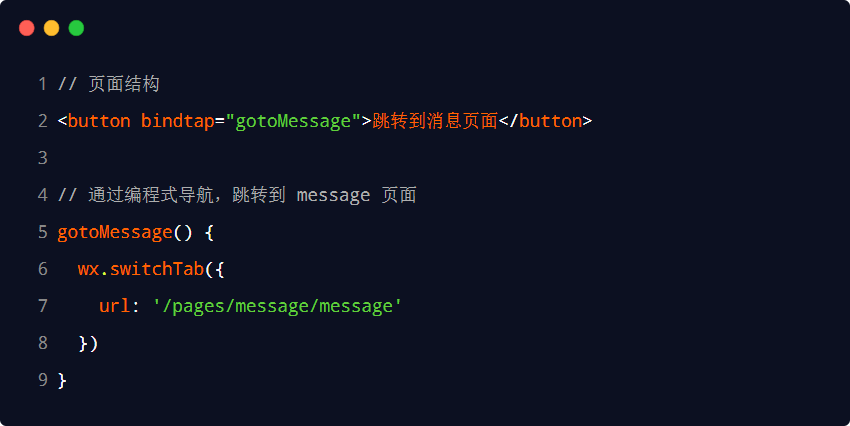 1 // 页面结构
2 <button bindtap="gotoMessage">跳转到消息页面</button>
3
4 // 通过编程式导航，跳转到 message 页面
5 gotoMessage() {
6   wx.switchTab({
7     url: '/pages/message/message'
8   })
9 }